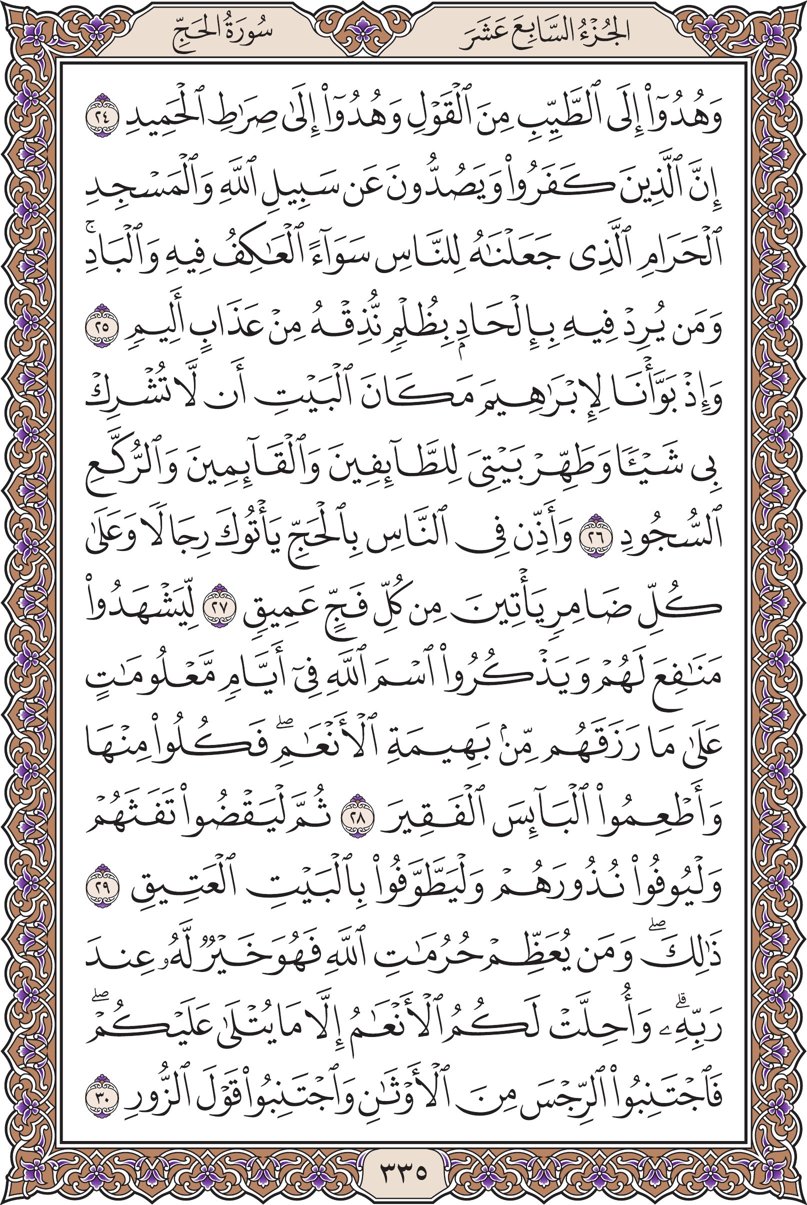 الجُزْءُ السَّابِعَ عَشَرَ
سُورَةُ الحَجِّ
وَهُدُوٓا۟ إِلَى ٱلطَّيِّبِ مِنَ ٱلْقَوْلِ وَهُدُوٓا۟ إِلَىٰ صِرَٰطِ ٱلْحَمِيدِ ٢٤
إِنَّ ٱلَّذِينَ كَفَرُوا۟ وَيَصُدُّونَ عَن سَبِيلِ ٱللَّهِ وَٱلْمَسْجِدِ
ٱلْحَرَامِ ٱلَّذِى جَعَلْنَٰهُ لِلنَّاسِ سَوَآءً ٱلْعَٰكِفُ فِيهِ وَٱلْبَادِ ۚ
وَمَن يُرِدْ فِيهِ بِإِلْحَادٍۭ بِظُلْمٍ نُّذِقْهُ مِنْ عَذَابٍ أَلِيمٍ ٢٥
وَإِذْ بَوَّأْنَا لِإِبْرَٰهِيمَ مَكَانَ ٱلْبَيْتِ أَن لَّا تُشْرِكْ
بِى شَيْـًٔا وَطَهِّرْ بَيْتِىَ لِلطَّآئِفِينَ وَٱلْقَآئِمِينَ وَٱلرُّكَّعِ
ٱلسُّجُودِ ٢٦ وَأَذِّن فِى ٱلنَّاسِ بِٱلْحَجِّ يَأْتُوكَ رِجَالًا وَعَلَىٰ
كُلِّ ضَامِرٍ يَأْتِينَ مِن كُلِّ فَجٍّ عَمِيقٍ ٢٧ لِّيَشْهَدُوا۟
مَنَٰفِعَ لَهُمْ وَيَذْكُرُوا۟ ٱسْمَ ٱللَّهِ فِىٓ أَيَّامٍ مَّعْلُومَٰتٍ
عَلَىٰ مَا رَزَقَهُم مِّنۢ بَهِيمَةِ ٱلْأَنْعَٰمِ ۖ فَكُلُوا۟ مِنْهَا
وَأَطْعِمُوا۟ ٱلْبَآئِسَ ٱلْفَقِيرَ ٢٨ ثُمَّ لْيَقْضُوا۟ تَفَثَهُمْ
وَلْيُوفُوا۟ نُذُورَهُمْ وَلْيَطَّوَّفُوا۟ بِٱلْبَيْتِ ٱلْعَتِيقِ ٢٩
ذَٰلِكَ ۖ وَمَن يُعَظِّمْ حُرُمَٰتِ ٱللَّهِ فَهُوَ خَيْرٌ لَّهُۥ عِندَ
رَبِّهِۦ ۗ وَأُحِلَّتْ لَكُمُ ٱلْأَنْعَٰمُ إِلَّا مَا يُتْلَىٰ عَلَيْكُمْ ۖ
فَٱجْتَنِبُوا۟ ٱلرِّجْسَ مِنَ ٱلْأَوْثَٰنِ وَٱجْتَنِبُوا۟ قَوْلَ ٱلزُّورِ ٣٠
٣٣٥